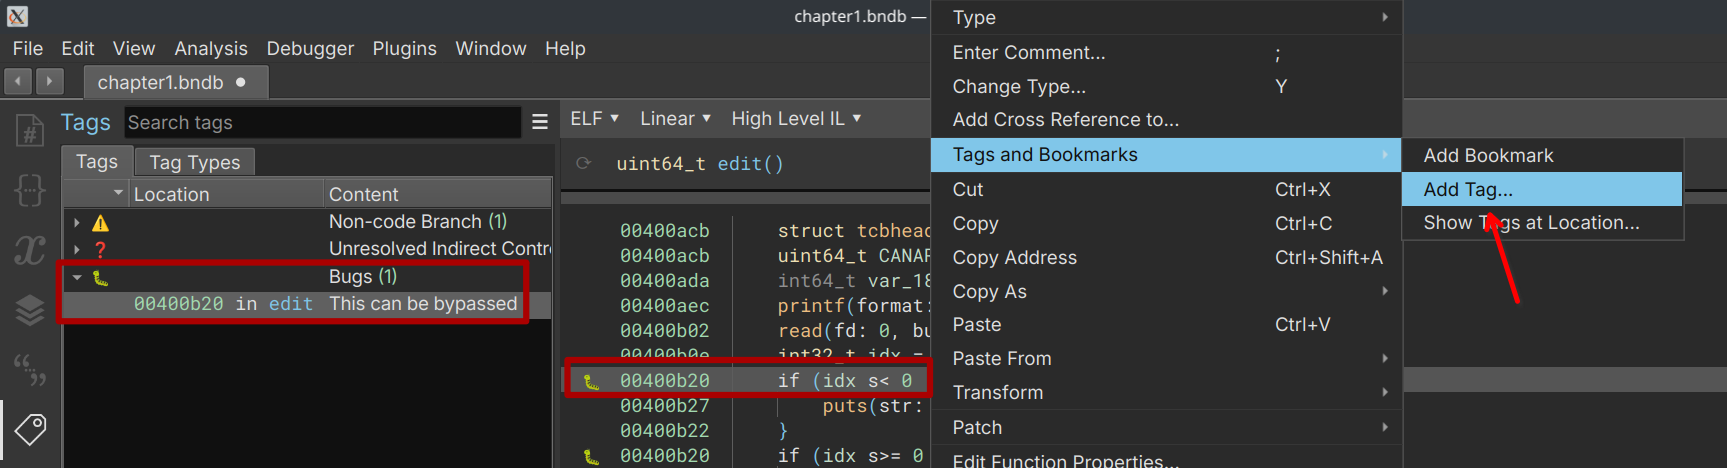 chapter1.bndb —
File Edit View Analysis Debugger Plugins Window Help
chapter1.bndb ●
Tags Search tags
Tags Tag Types
Location Content
Non-code Branch (1)
Unresolved Indirect Contr
Bugs (1)
00400b20 in edit This can be bypassed
ELF ▾ Linear ▾ High Level IL ▾
uint64_t edit()
00400acb struct tcbhead
00400acb uint64_t CANAR
00400ada int64_t var_18
00400aec printf(format:
00400b02 read(fd: 0, bu
00400b0e int32_t idx =
00400b20 if (idx s< 0
00400b27 puts(str:
00400b22 }
00400b20 if (idx s>= 0
Type
Enter Comment... ;
Change Type... Y
Add Cross Reference to...
Tags and Bookmarks
Cut Ctrl+X
Copy Ctrl+C
Copy Address Ctrl+Shift+A
Copy As
Paste Ctrl+V
Paste From
Transform
Patch
Edit Function Properties...
Add Bookmark
Add Tag...
Show Tags at Location...